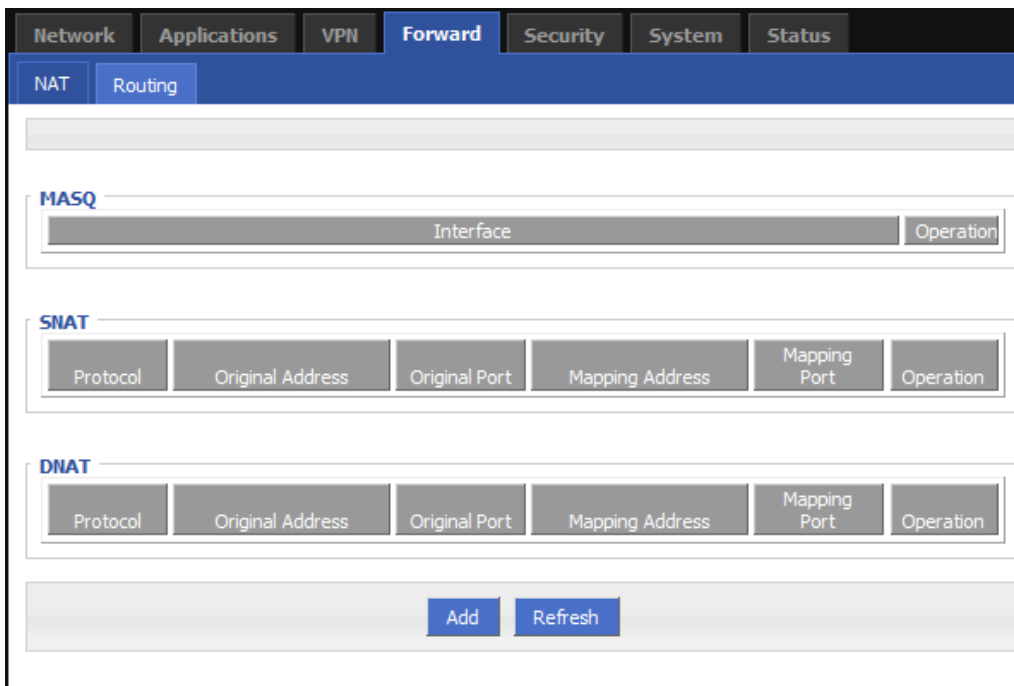 Network Applications VPN Forward Security System Status
NAT Routing
MASQ
Interface Operation
SNAT
Protocol Original Address Original Port Mapping Address Mapping Port Operation
DNAT
Protocol Original Address Original Port Mapping Address Mapping Port Operation
Add Refresh